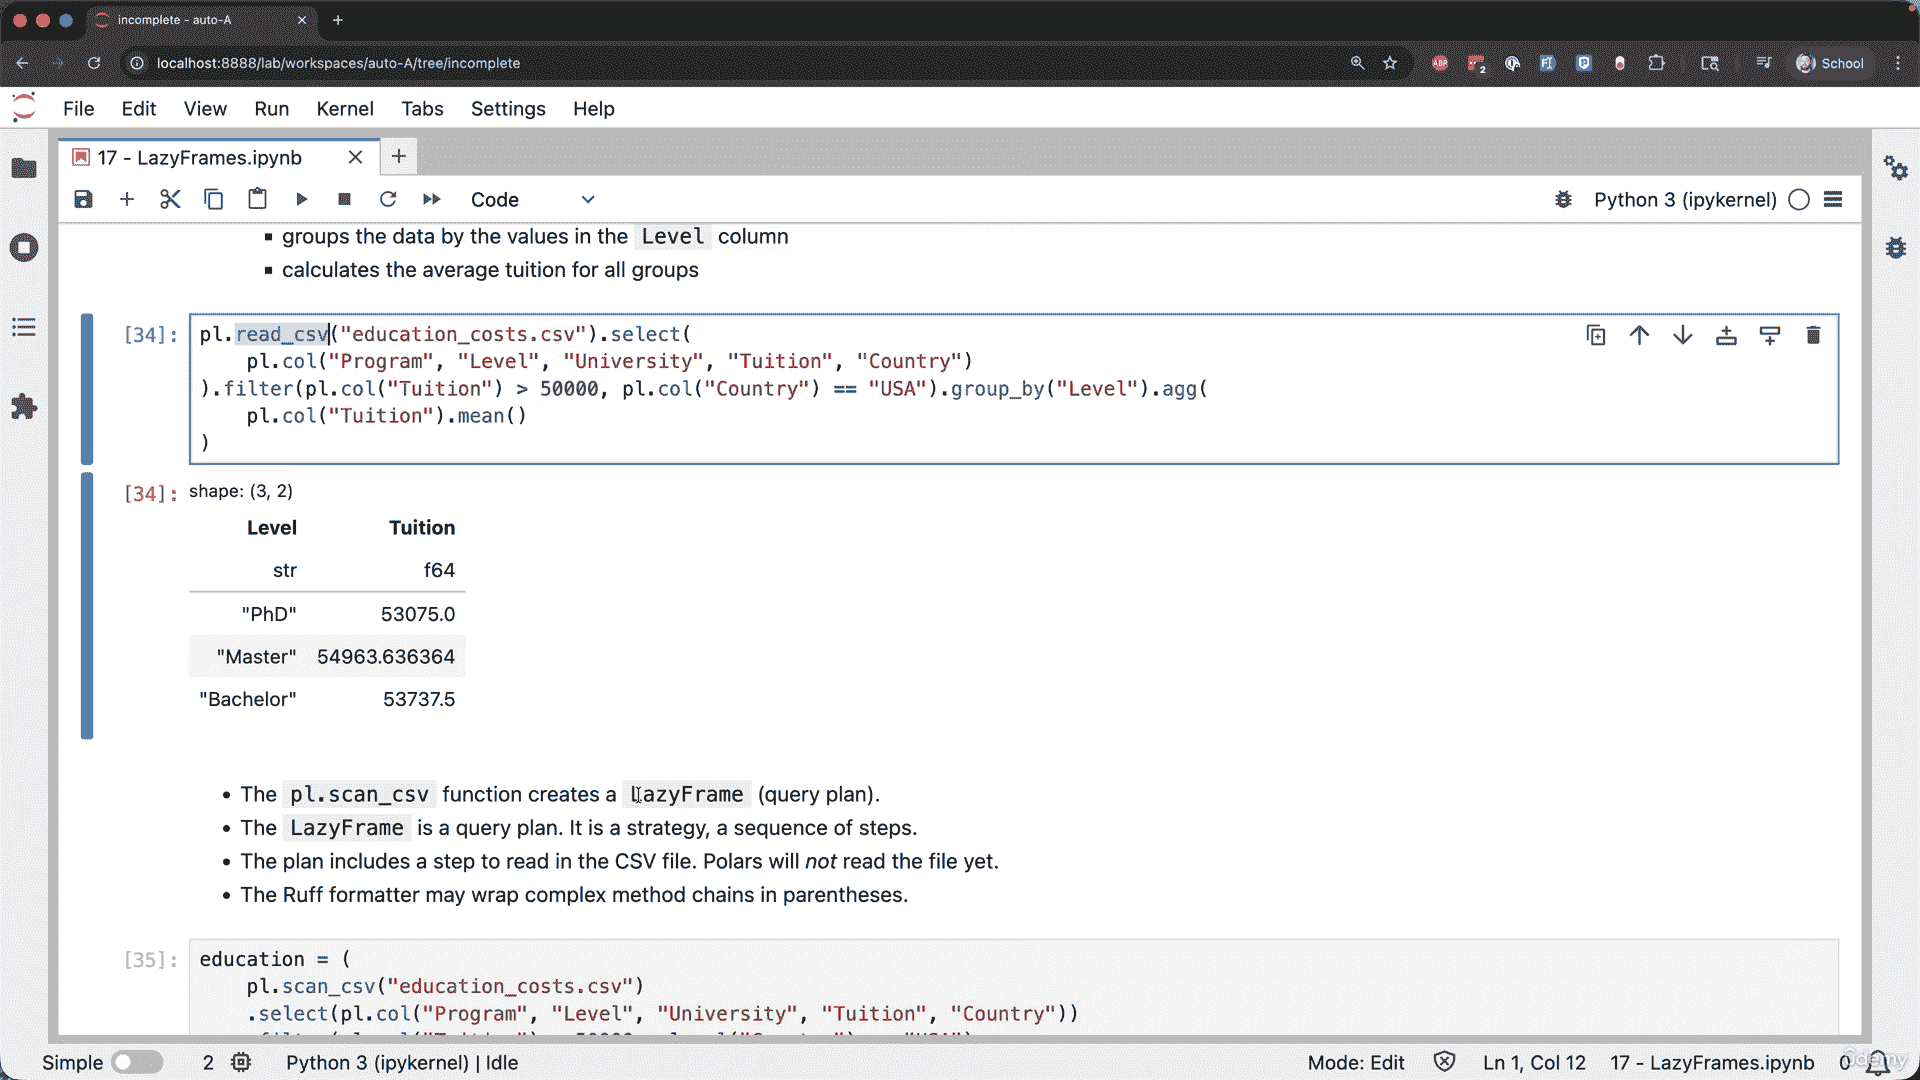 incomplete - auto-A
localhost:8888/lab/workspaces/auto-A/tree/incomplete
ABP
2
School
File Edit View Run Kernel Tabs Settings Help
17 - LazyFrames.ipynb
Code
Python 3 (ipykernel)
groups the data by the values in the Level column
calculates the average tuition for all groups
[34]:
pl.read_csv("education_costs.csv").select(
pl.col("Program", "Level", "University", "Tuition", "Country")
).filter(pl.col("Tuition") > 50000, pl.col("Country") == "USA").group_by("Level").agg(
pl.col("Tuition").mean()
)
[34]:
shape: (3, 2)
Level Tuition
str f64
"PhD" 53075.0
"Master" 54963.636364
"Bachelor" 53737.5
• The pl.scan_csv function creates a LazyFrame (query plan).
• The LazyFrame is a query plan. It is a strategy, a sequence of steps.
• The plan includes a step to read in the CSV file. Polars will not read the file yet.
• The Ruff formatter may wrap complex method chains in parentheses.
[35]:
education = (
pl.scan_csv("education_costs.csv")
.select(pl.col("Program", "Level", "University", "Tuition", "Country"))
Simple 2 Python 3 (ipykernel) | Idle Mode: Edit Ln 1, Col 12 17 - LazyFrames.ipynb 0
ûdemy